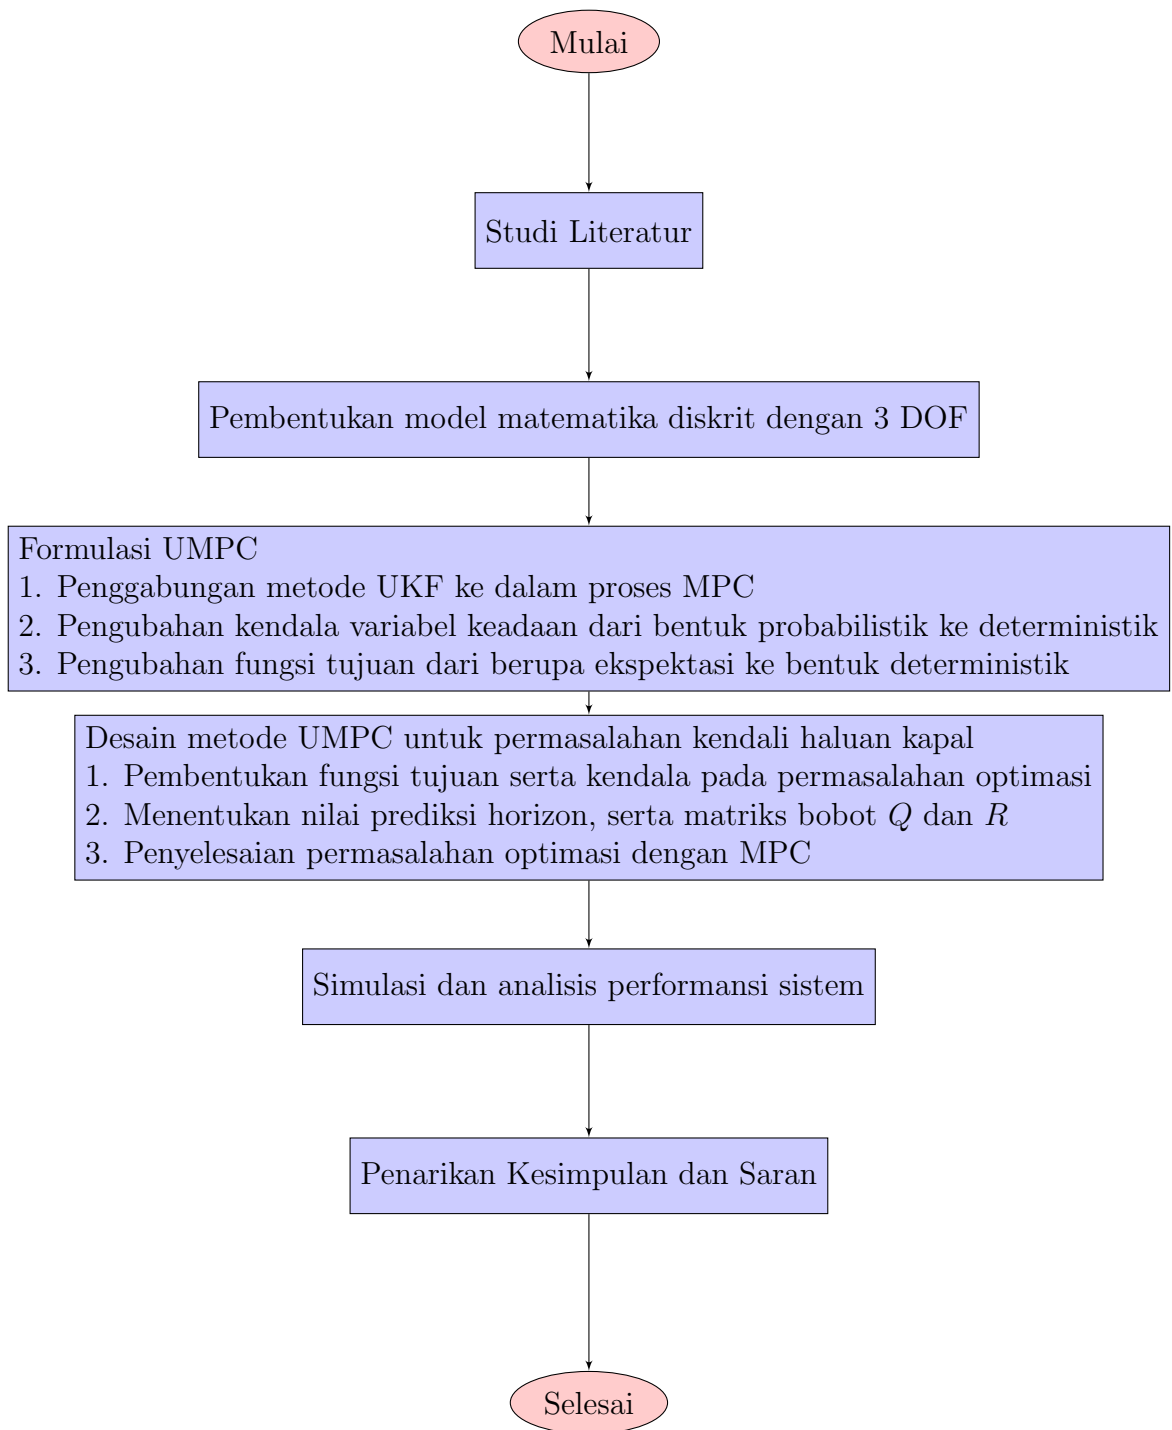 Mulai
Studi Literatur
Pembentukan model matematika diskrit dengan 3 DOF
Formulasi UMPC
1. Penggabungan metode UKF ke dalam proses MPC
2. Pengubahan kendala variabel keadaan dari bentuk probabilistik ke deterministik
3. Pengubahan fungsi tujuan dari berupa ekspektasi ke bentuk deterministik
Desain metode UMPC untuk permasalahan kendali haluan kapal
1. Pembentukan fungsi tujuan serta kendala pada permasalahan optimasi
2. Menentukan nilai prediksi horizon, serta matriks bobot Q dan R
3. Penyelesaian permasalahan optimasi dengan MPC
Simulasi dan analisis performansi sistem
Penarikan Kesimpulan dan Saran
Selesai